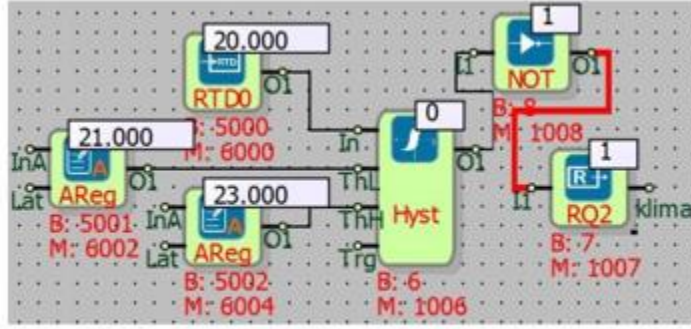 1
20.000
I1
O1
NOT
RTD
O1
RTD0
B: 8
M: 1008
B: 5000
M: 6000
0
21.000
In
O1
1
InA
A
O1
ThL
R
Lat
AReg
23.000
I1
klima
B: 5001
InA
A
ThH
Hyst
RQ2
M: 6002
Lat
AReg
O1
Trg
B: 7
B: 5002
B: 6
M: 1007
M: 6004
M: 1006